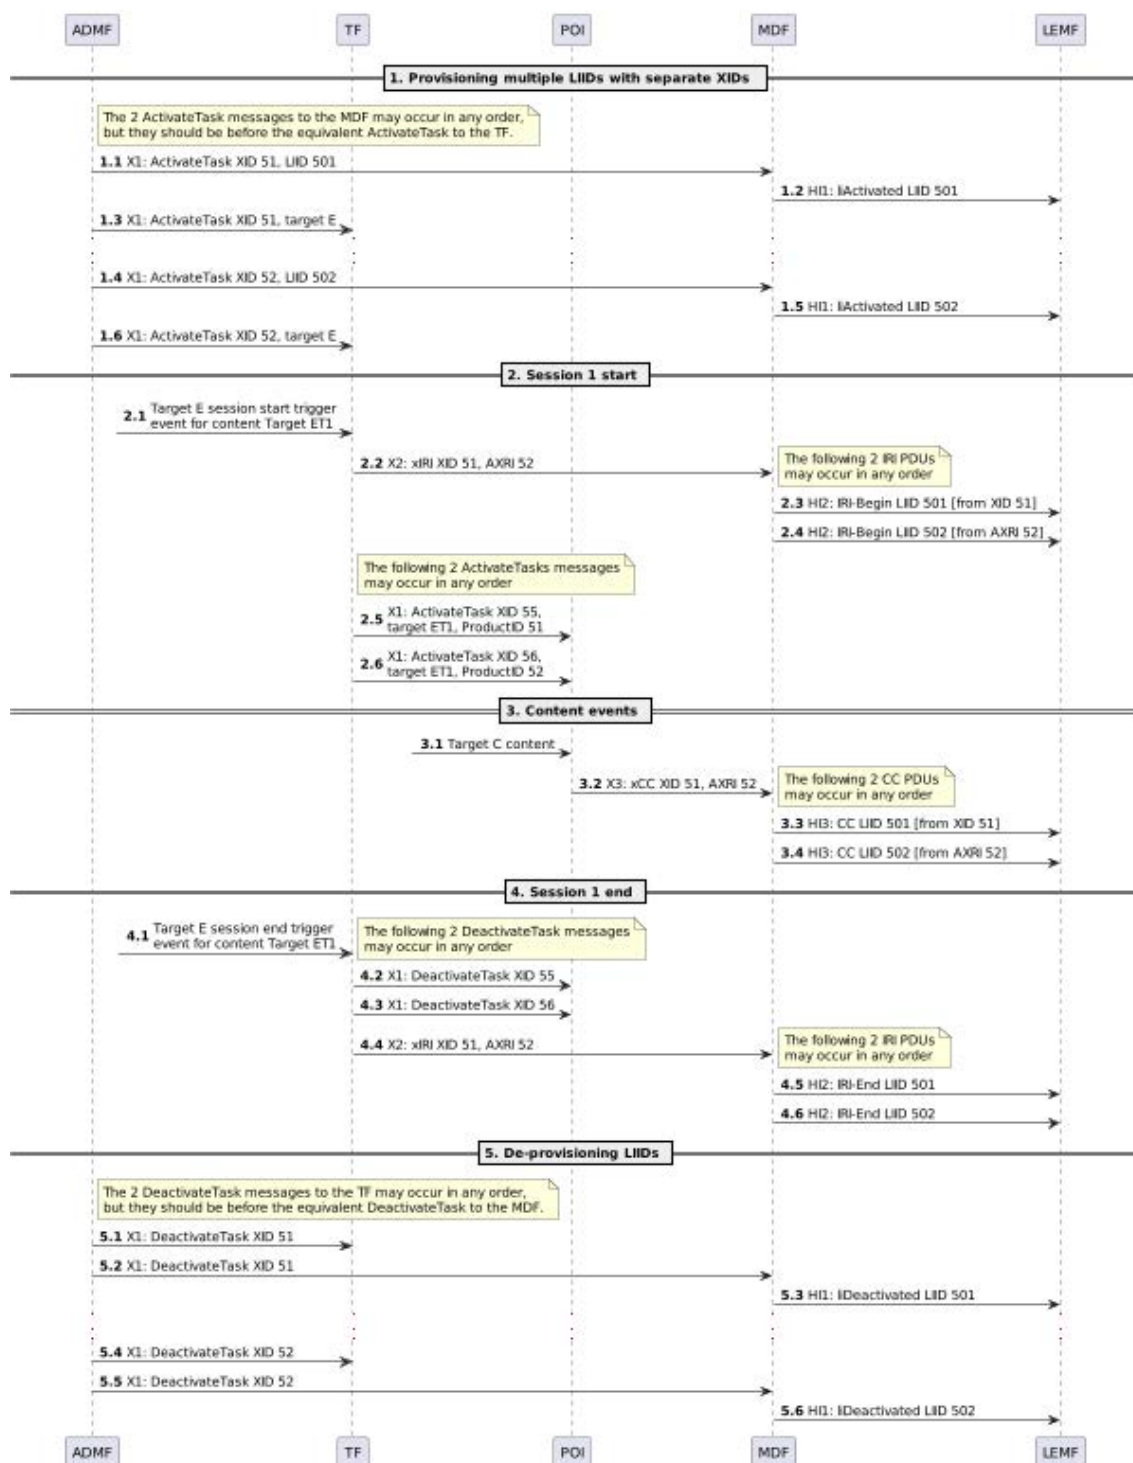 ADMF TF POI MDF LEMF
1. Provisioning multiple LIIDs with separate XIDs
The 2 ActivateTask messages to the MDF may occur in any order,
but they should be before the equivalent ActivateTask to the TF.
1.1 X1: ActivateTask XID 51, LIID 501
1.2 HI1: liActivated LIID 501
1.3 X1: ActivateTask XID 51, target E
1.4 X1: ActivateTask XID 52, LIID 502
1.5 HI1: liActivated LIID 502
1.6 X1: ActivateTask XID 52, target E
2. Session 1 start
2.1 Target E session start trigger
event for content Target ET1
2.2 X2: xIRI XID 51, AXRI 52
The following 2 IRI PDUs
may occur in any order
2.3 HI2: IRI-Begin LIID 501 [from XID 51]
2.4 HI2: IRI-Begin LIID 502 [from AXRI 52]
The following 2 ActivateTasks messages
may occur in any order
2.5 X1: ActivateTask XID 55,
target ET1, ProductID 51
2.6 X1: ActivateTask XID 56,
target ET1, ProductID 52
3. Content events
3.1 Target C content
3.2 X3: xCC XID 51, AXRI 52
The following 2 CC PDUs
may occur in any order
3.3 HI3: CC LIID 501 [from XID 51]
3.4 HI3: CC LIID 502 [from AXRI 52]
4. Session 1 end
4.1 Target E session end trigger
event for content Target ET1
The following 2 DeactivateTask messages
may occur in any order
4.2 X1: DeactivateTask XID 55
4.3 X1: DeactivateTask XID 56
4.4 X2: xIRI XID 51, AXRI 52
The following 2 IRI PDUs
may occur in any order
4.5 HI2: IRI-End LIID 501
4.6 HI2: IRI-End LIID 502
5. De-provisioning LIIDs
The 2 DeactivateTask messages to the TF may occur in any order,
but they should be before the equivalent DeactivateTask to the MDF.
5.1 X1: DeactivateTask XID 51
5.2 X1: DeactivateTask XID 51
5.3 HI1: liDeactivated LIID 501
5.4 X1: DeactivateTask XID 52
5.5 X1: DeactivateTask XID 52
5.6 HI1: liDeactivated LIID 502
ADMF TF POI MDF LEMF